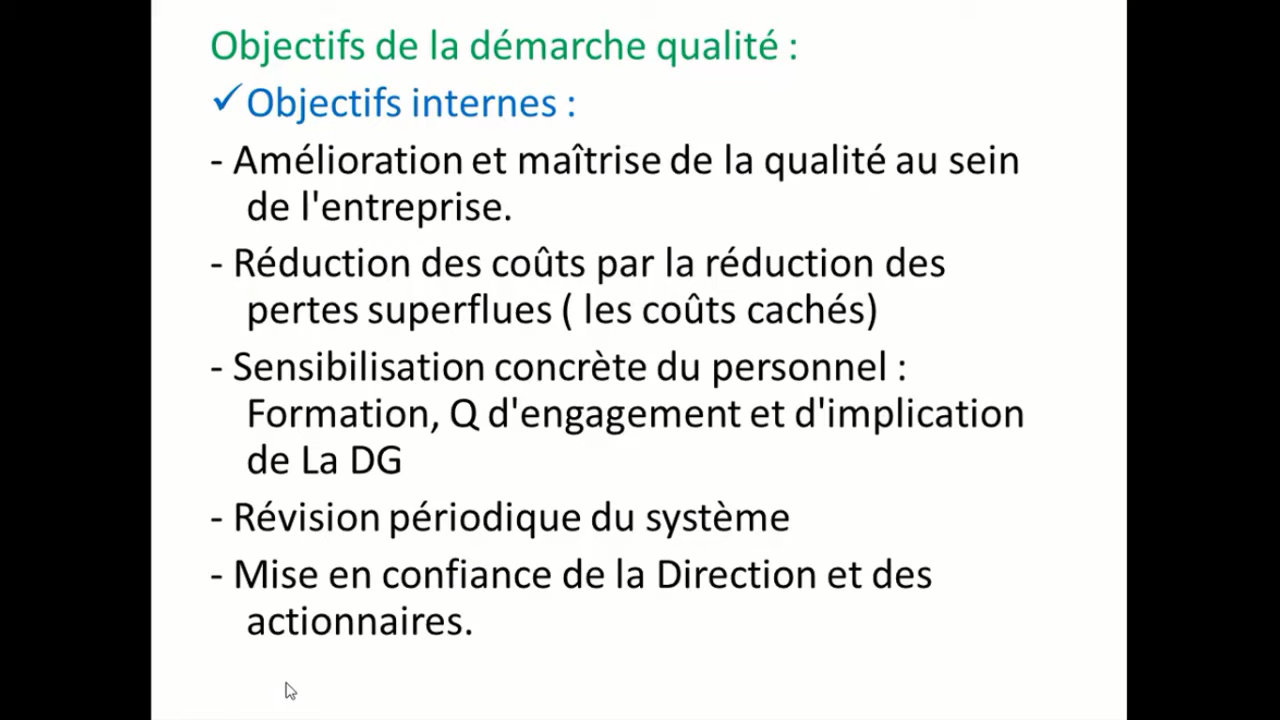 Objectifs de la démarche qualité :
✓Objectifs internes :
- Amélioration et maîtrise de la qualité au sein
de l'entreprise.
- Réduction des coûts par la réduction des
pertes superflues ( les coûts cachés)
- Sensibilisation concrète du personnel :
Formation, Q d'engagement et d'implication
de La DG
- Révision périodique du système
- Mise en confiance de la Direction et des
actionnaires.